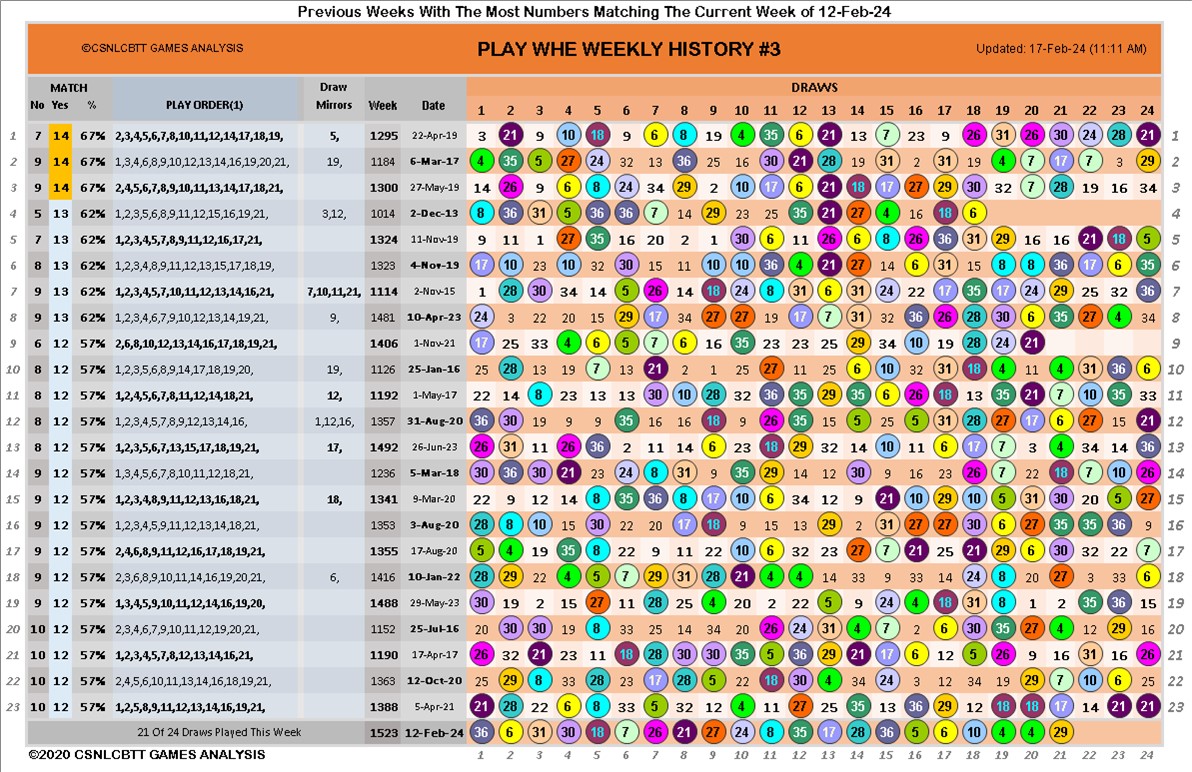 Previous Weeks With The Most Numbers Matching The Current Week of 12-Feb-24
©CSNLCBTT GAMES ANALYSIS PLAY WHE WEEKLY HISTORY #3 Updated: 17-Feb-24 (11:11 AM)
MATCH Draw DRAWS
No Yes % PLAY ORDER(1) Mirrors Week Date 1 2 3 4 5 6 7 8 9 10 11 12 13 14 15 16 17 18 19 20 21 22 23 24
1 7 14 67% 2,3,4,5,6,7,8,10,11,12,14,17,18,19, 5, 1295 22-Apr-19 3 21 9 10 18 9 6 8 19 4 35 6 21 13 7 23 9 26 31 26 30 24 28 21 1
2 9 14 67% 1,3,4,6,8,9,10,12,13,14,16,19,20,21, 19, 1184 6-Mar-17 4 35 5 27 24 32 13 36 25 16 30 21 28 19 31 2 31 19 4 7 17 7 3 29 2
3 9 14 67% 2,4,5,6,7,8,9,10,11,13,14,17,18,21, 1300 27-May-19 14 26 9 6 8 24 34 29 2 10 17 6 21 18 17 27 29 30 32 7 28 19 16 34 3
4 5 13 62% 1,2,3,5,6,8,9,11,12,15,16,19,21, 3,12, 1014 2-Dec-13 8 36 31 5 36 36 7 14 29 23 12 35 21 27 4 16 18 6 4
5 7 13 62% 1,2,3,4,5,7,8,9,11,12,16,17,21, 1324 11-Nov-19 9 11 1 27 35 16 20 2 1 30 6 11 26 6 8 26 36 31 29 16 16 21 18 5 5
6 8 13 62% 1,2,3,4,8,9,11,12,13,15,17,18,19, 1323 4-Nov-19 17 10 23 10 32 30 15 11 10 10 36 4 21 27 14 6 31 15 8 8 36 17 6 35 6
7 9 13 62% 1,2,3,4,5,7,10,11,12,13,14,16,21, 7,10,11,21, 1114 2-Nov-15 1 28 30 34 14 5 26 14 18 24 8 31 6 31 24 22 17 35 17 24 29 25 32 36 7
8 9 13 62% 1,2,3,4,6,7,9,10,12,13,14,19,21, 9, 1481 10-Apr-23 24 3 22 20 15 29 17 34 27 27 19 17 7 31 32 36 26 28 30 6 35 27 4 34 8
9 6 12 57% 2,6,8,10,12,13,14,16,17,18,19,21, 1406 1-Nov-21 17 25 33 4 6 5 7 6 16 35 23 23 25 29 34 10 19 28 24 21 9
10 8 12 57% 1,2,4,5,6,8,9,10,17,18,19,20, 19, 1126 25-Jan-16 25 28 13 19 7 13 21 2 1 25 27 11 25 6 10 32 31 18 4 11 4 31 36 6 10
11 8 12 57% 1,2,4,5,6,7,8,11,12,14,18,21, 12, 1192 1-May-17 22 14 8 23 13 13 30 10 28 32 36 35 29 35 6 26 18 13 35 21 7 10 35 33 11
12 8 12 57% 1,2,3,4,5,7,8,9,12,13,14,16, 1,12,16, 1357 31-Aug-20 36 30 19 9 9 35 16 16 18 9 26 35 15 5 25 5 31 28 27 17 6 27 15 21 12
13 8 12 57% 1,2,3,5,6,7,13,15,17,18,19,21, 17, 1492 26-Jun-23 26 31 11 26 36 2 11 14 6 23 18 29 32 15 10 11 6 17 7 3 4 34 14 36 13
14 9 12 57% 1,3,4,5,6,7,8,10,11,12,18,21, 1236 5-Mar-18 30 36 30 21 23 24 8 31 9 35 29 14 12 30 9 16 23 26 7 22 18 7 10 26 14
15 9 12 57% 1,2,3,4,8,9,11,12,13,16,18,21, 18, 1341 9-Mar-20 22 9 12 14 8 35 36 8 17 10 6 34 12 9 21 10 29 10 5 31 30 20 5 27 15
16 9 12 57% 1,2,3,4,5,9,11,12,13,14,18,21, 1353 3-Aug-20 28 8 10 15 30 22 20 17 18 9 15 13 29 2 31 27 27 30 6 27 35 35 36 9 16
17 9 12 57% 2,4,6,8,9,11,12,16,17,18,19,21, 1355 17-Aug-20 5 4 19 35 8 22 9 11 22 10 6 32 23 27 7 21 25 21 29 6 30 32 22 7 17
18 9 12 57% 2,3,6,8,9,10,11,14,16,19,20,21, 6, 1416 10-Jan-22 28 29 22 4 5 7 29 31 28 21 4 4 14 33 9 33 14 24 8 20 27 3 33 6 18
19 9 12 57% 1,3,4,5,9,10,11,12,14,16,19,20, 1488 29-May-23 30 19 2 15 27 11 28 25 4 20 2 22 5 9 24 4 18 31 8 1 2 35 36 15 19
20 10 12 57% 2,3,4,6,7,9,10,11,12,19,20,21, 1152 25-Jul-16 20 30 30 19 8 33 25 14 34 20 26 24 31 4 7 2 6 30 35 27 4 12 29 16 20
21 10 12 57% 1,2,3,4,5,7,8,12,13,14,16,21, 1190 17-Apr-17 26 32 21 23 11 18 28 30 30 35 5 36 29 21 17 6 12 5 26 9 16 31 16 26 21
22 10 12 57% 2,4,5,6,10,11,13,14,16,18,19,21, 1363 12-Oct-20 25 29 8 33 28 23 17 28 5 22 18 30 4 34 24 3 12 34 19 29 7 10 6 25 22
23 10 12 57% 1,2,5,8,9,11,12,14,16,18,19,21, 1388 5-Apr-21 21 28 22 6 8 33 5 32 12 4 11 27 25 35 13 36 29 12 18 18 17 14 21 21 23
21 Of 24 Draws Played This Week 1523 12-Feb-24 36 6 31 30 18 7 26 21 27 24 28 35 17 28 8 10 5 10 4 4 29
©2020 CSNLCBTT GAMES ANALYSIS 1 2 3 4 5 6 7 8 9 10 11 12 13 14 15 16 17 18 19 20 21 22 23 24